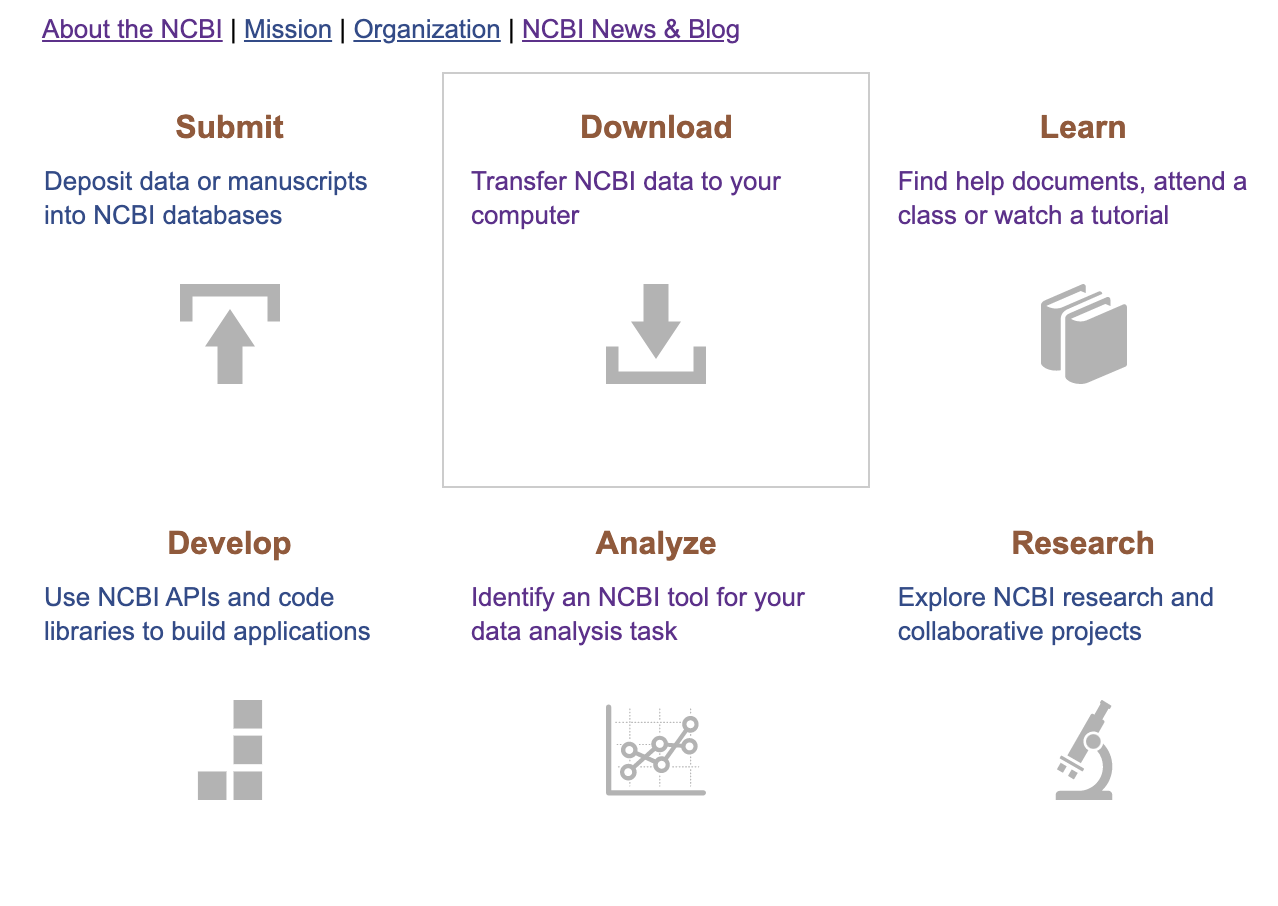 About the NCBI | Mission | Organization | NCBI News & Blog
Submit
Deposit data or manuscripts
into NCBI databases
Download
Transfer NCBI data to your
computer
Learn
Find help documents, attend a
class or watch a tutorial
Develop
Use NCBI APIs and code
libraries to build applications
Analyze
Identify an NCBI tool for your
data analysis task
Research
Explore NCBI research and
collaborative projects